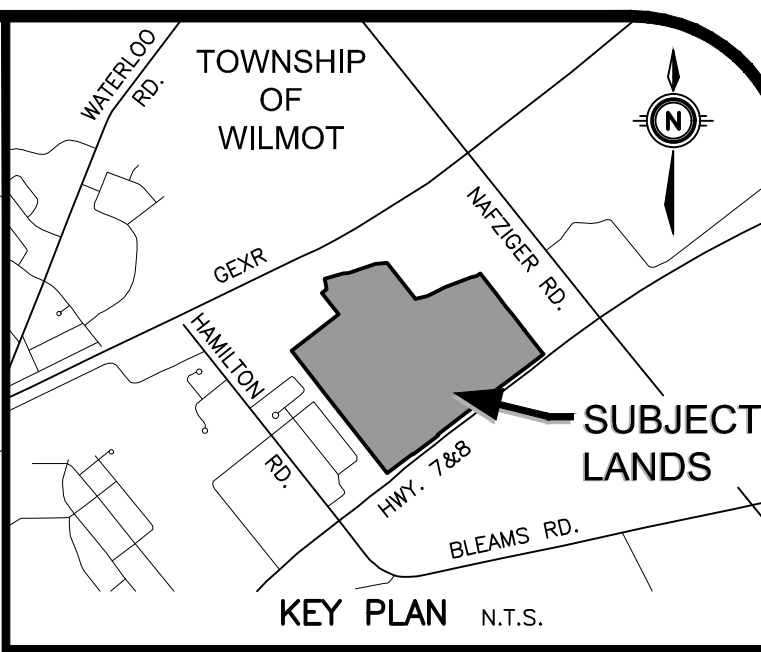 WATERLOO
RD.
TOWNSHIP
OF
WILMOT
N
NAFZIGER RD.
GEXR
HAMILTON
RD.
SUBJECT
LANDS
HWY. 7&8
BLEAMS RD.
KEY PLAN N.T.S.